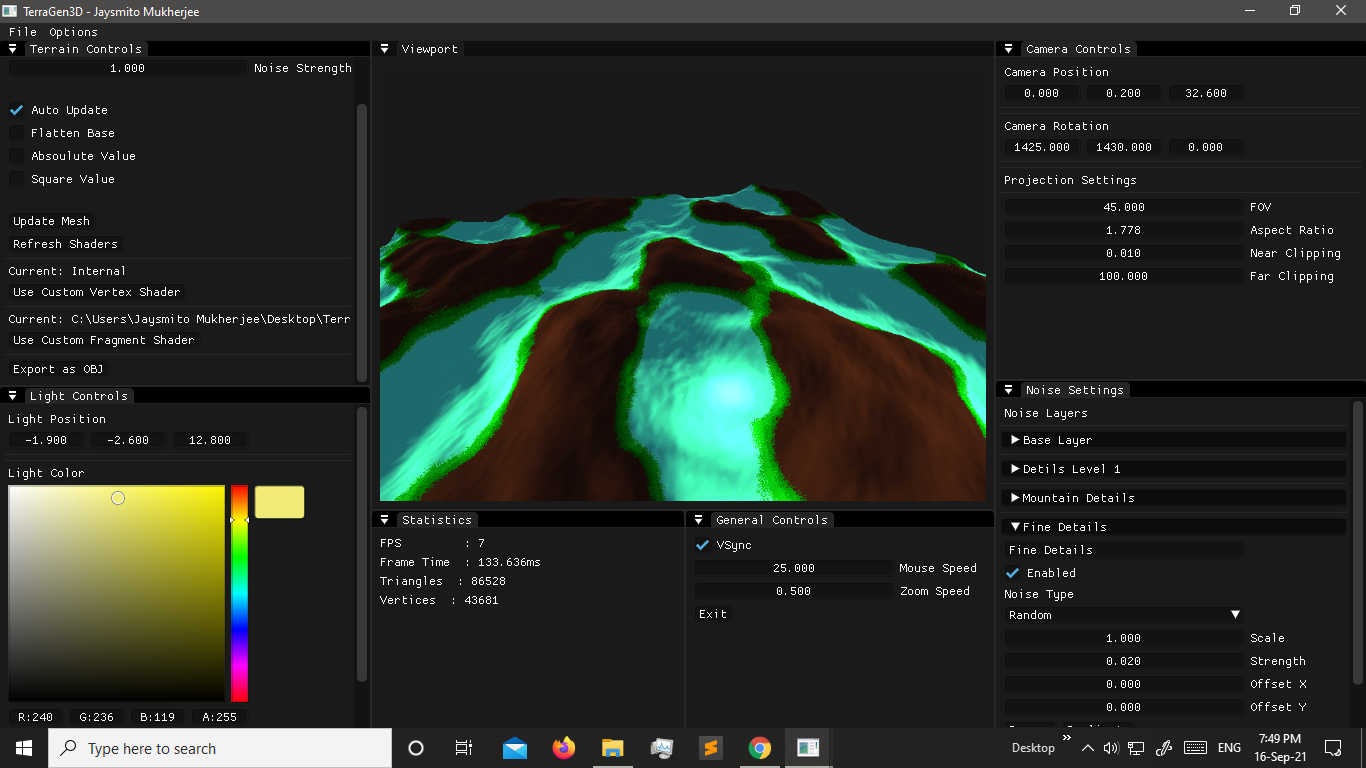 TerraGen3D - Jaysmito Mukherjee
File Options
Terrain Controls
1.000 Noise Strength
Auto Update
Flatten Base
Absoulute Value
Square Value
Update Mesh
Refresh Shaders
Current: Internal
Use Custom Vertex Shader
Current: C:\Users\Jaysmito Mukherjee\Desktop\Terr
Use Custom Fragment Shader
Export as OBJ
Light Controls
Light Position
-1.900 -2.600 12.800
Light Color
R:240 G:236 B:119 A:255
Viewport
Statistics
FPS : 7
Frame Time : 133.636ms
Triangles : 86528
Vertices : 43681
General Controls
VSync
25.000 Mouse Speed
0.500 Zoom Speed
Exit
Camera Controls
Camera Position
0.000 0.200 32.600
Camera Rotation
1425.000 1430.000 0.000
Projection Settings
45.000 FOV
1.778 Aspect Ratio
0.010 Near Clipping
100.000 Far Clipping
Noise Settings
Noise Layers
Base Layer
Detils Level 1
Mountain Details
Fine Details
Fine Details
Enabled
Noise Type
Random
1.000 Scale
0.020 Strength
0.000 Offset X
0.000 Offset Y
Type here to search
Desktop
ENG
7:49 PM
16-Sep-21